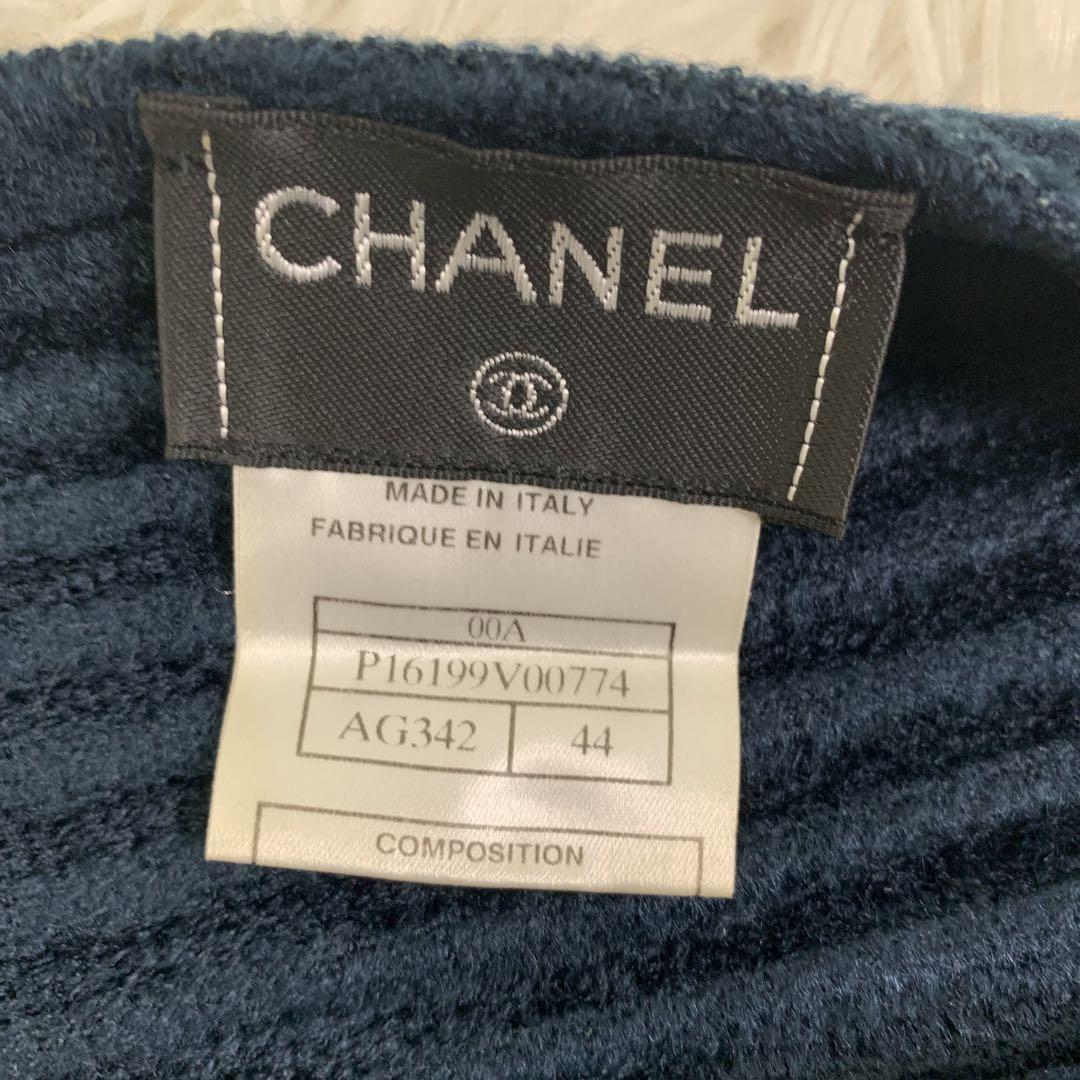 CHANEL
MADE IN ITALY
FABRIQUE EN ITALIE
00A
P16199V00774
AG342 44
COMPOSITION